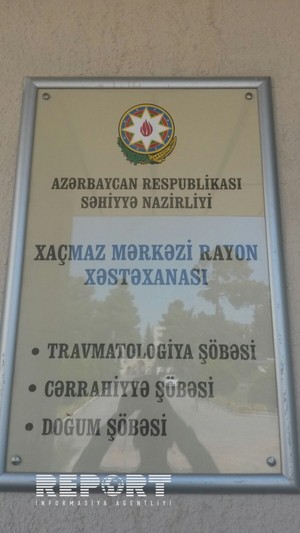 AZƏRBAYCAN RESPUBLİKASI
SƏHİYYƏ NAZİRLİYİ
XAÇMAZ MƏRKƏZİ RAYON
XƏSTƏXANASI
• TRAVMATOLOGİYA ŞÖBƏSİ
• CƏRRAHİYYƏ ŞÖBƏSİ
• DOĞUM ŞÖBƏSİ
REPORT
İNFORMASİYA AGENTLİYİ